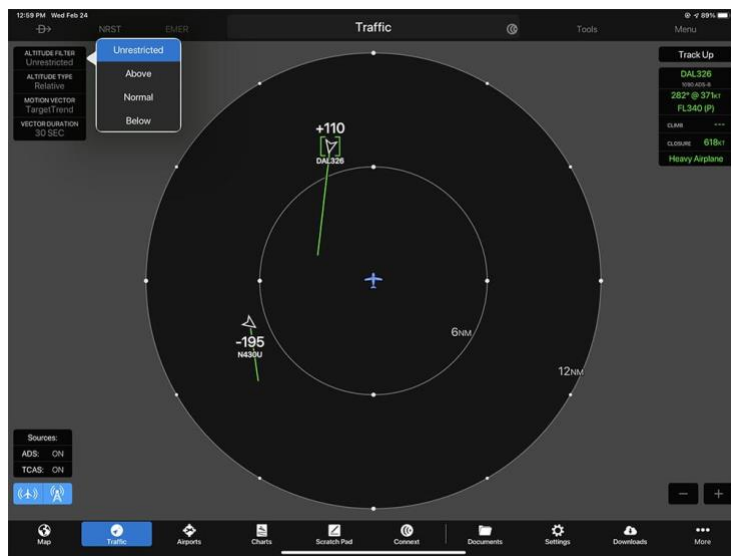 12:59 PM Wed Feb 24
89%
NRST
EMER
Traffic
Tools
Menu
ALTITUDE FILTER
Unrestricted
ALTITUDE TYPE
Relative
MOTION VECTOR
TargetTrend
VECTOR DURATION
30 SEC
Unrestricted
Above
Normal
Below
Track Up
DAL326
1090 ADS-B
282° @ 371KT
FL340 (P)
CLIMB ---
CLOSURE 618KT
Heavy Airplane
+110
DAL326
-195
N430U
6NM
12NM
Sources:
ADS: ON
TCAS: ON
− +
Map
Traffic
Airports
Charts
Scratch Pad
Connext
Documents
Settings
Downloads
More